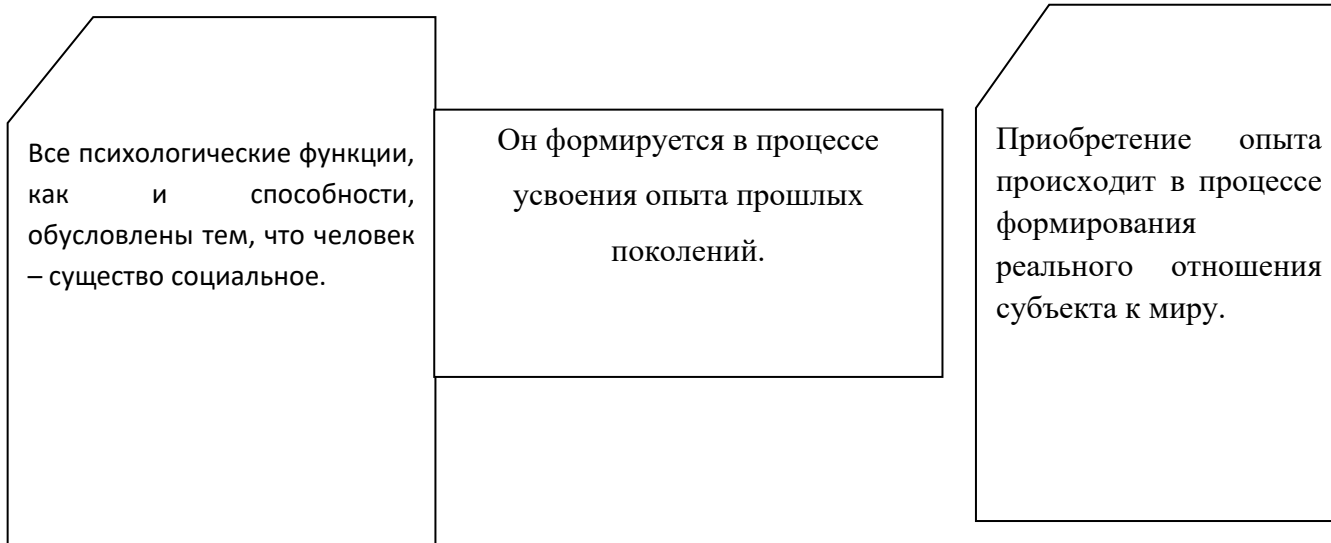 Все психологические функции,
как и способности,
обусловлены тем, что человек
– существо социальное.
Он формируется в процессе
усвоения опыта прошлых
поколений.
Приобретение опыта
происходит в процессе
формирования
реального отношения
субъекта к миру.